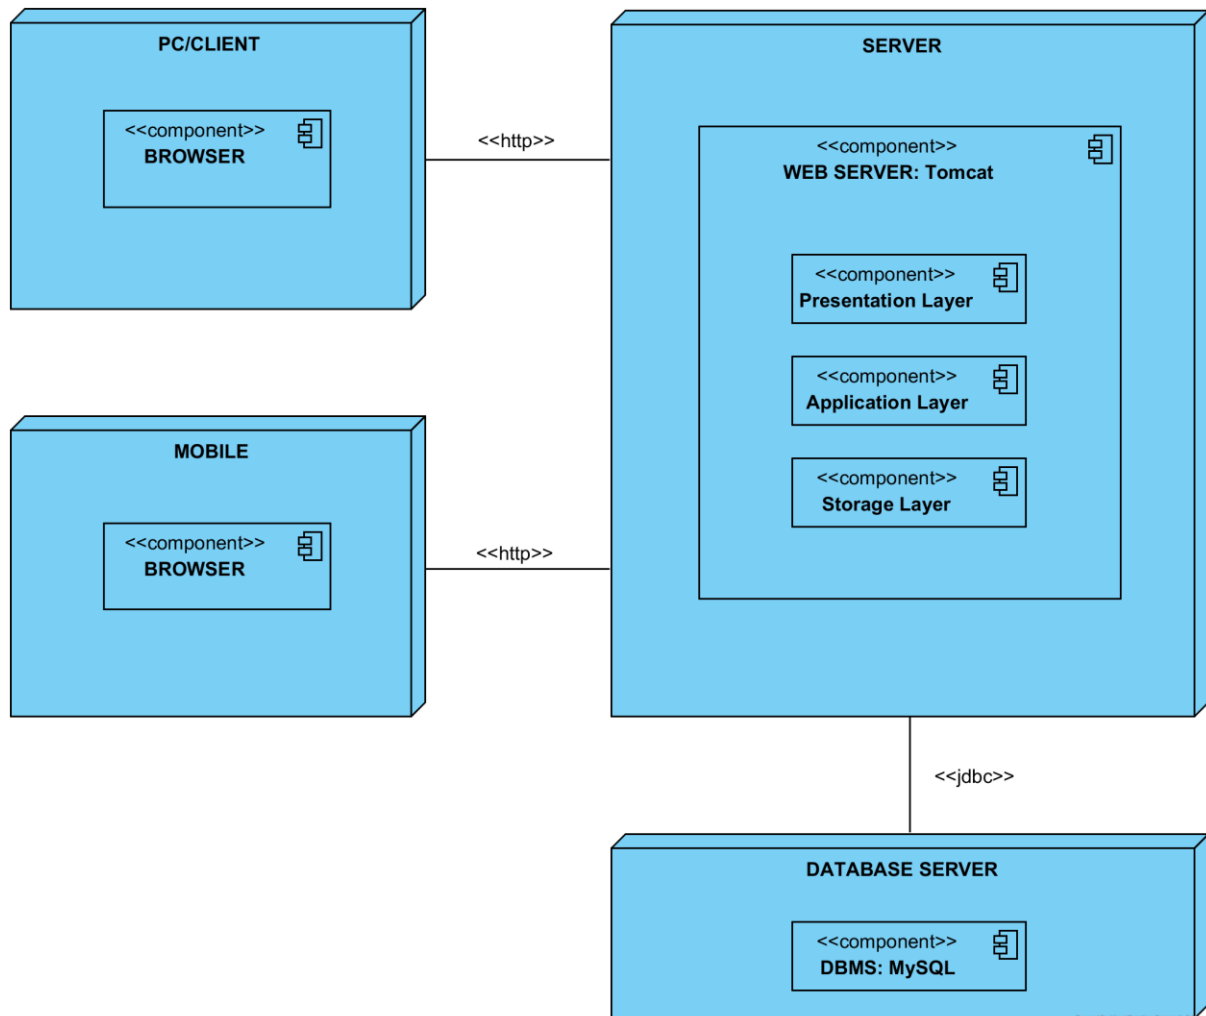 PC/CLIENT
<<component>>
BROWSER
<<http>>
SERVER
<<component>>
WEB SERVER: Tomcat
<<component>>
Presentation Layer
<<component>>
Application Layer
<<component>>
Storage Layer
MOBILE
<<component>>
BROWSER
<<http>>
<<jdbc>>
DATABASE SERVER
<<component>>
DBMS: MySQL